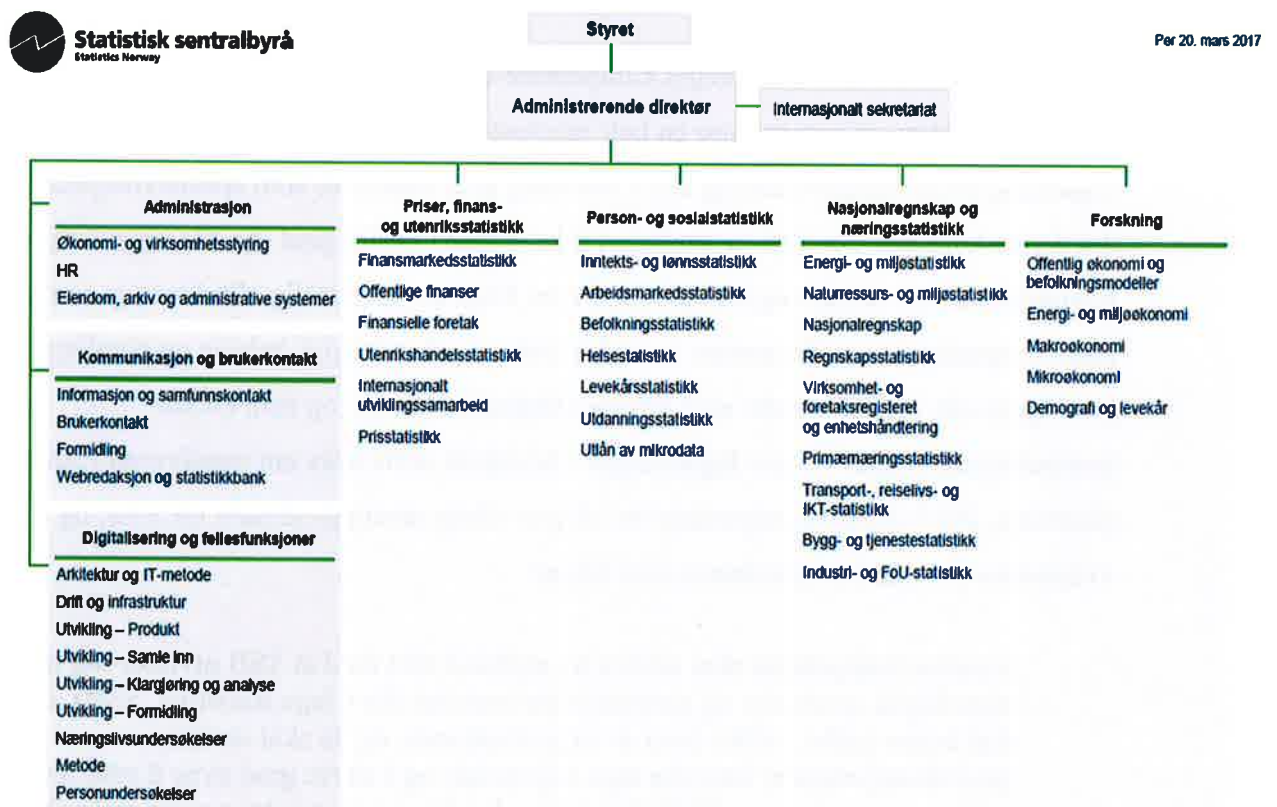 Statistisk sentralbyrå
Statistics Norway
Styret
Per 20. mars 2017
Administrerende direktør
Internasjonalt sekretariat
Administrasjon
Økonomi- og virksomhetsstyring
HR
Eiendom, arkiv og administrative systemer
Kommunikasjon og brukerkontakt
Informasjon og samfunnskontakt
Brukerkontakt
Formidling
Webredaksjon og statistikkbank
Digitalisering og fellesfunksjoner
Arkitektur og IT-metode
Drift og infrastruktur
Utvikling – Produkt
Utvikling – Samle inn
Utvikling – Klargjøring og analyse
Utvikling – Formidling
Næringslivsundersøkelser
Metode
Personundersøkelser
Priser, finans-
og utenriksstatistikk
Finansmarkedsstatistikk
Offentlige finanser
Finansielle foretak
Utenrikshandelsstatistikk
Internasjonalt
utviklingssamarbeid
Prisstatistikk
Person- og sosialstatistikk
Inntekts- og lønnsstatistikk
Arbeidsmarkedsstatistikk
Befolkningsstatistikk
Helsestatistikk
Levekårsstatistikk
Utdanningsstatistikk
Utlån av mikrodata
Nasjonalregnskap og
næringsstatistikk
Energi- og miljøstatistikk
Naturressurs- og miljøstatistikk
Nasjonalregnskap
Regnskapsstatistikk
Virksomhet- og
foretaksregisteret
og enhetshåndtering
Primærnæringsstatistikk
Transport-, reiselivs- og
IKT-statistikk
Bygg- og tjenestestatistikk
Industri- og FoU-statistikk
Forskning
Offentlig økonomi og
befolkningsmodeller
Energi- og miljøøkonomi
Makroøkonomi
Mikroøkonomi
Demografi og levekår